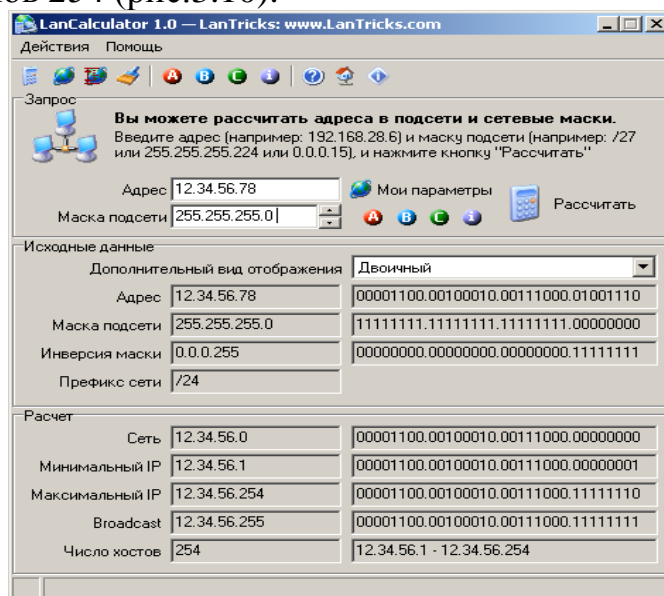 254 (рис.3.16).
LanCalculator 1.0 — LanTricks: www.LanTricks.com
Действия Помощь
A B C
Запрос
Вы можете рассчитать адреса в подсети и сетевые маски.
Введите адрес (например: 192.168.28.6) и маску подсети (например: /27
или 255.255.255.224 или 0.0.0.15), и нажмите кнопку "Рассчитать"
Адрес 12.34.56.78 Мои параметры
Маска подсети 255.255.255.0 A B C Рассчитать
Исходные данные
Дополнительный вид отображения Двоичный
Адрес 12.34.56.78 00001100.00100010.00111000.01001110
Маска подсети 255.255.255.0 11111111.11111111.11111111.00000000
Инверсия маски 0.0.0.255 00000000.00000000.00000000.11111111
Префикс сети /24
Расчет
Сеть 12.34.56.0 00001100.00100010.00111000.00000000
Минимальный IP 12.34.56.1 00001100.00100010.00111000.00000001
Максимальный IP 12.34.56.254 00001100.00100010.00111000.11111110
Broadcast 12.34.56.255 00001100.00100010.00111000.11111111
Число хостов 254 12.34.56.1 - 12.34.56.254